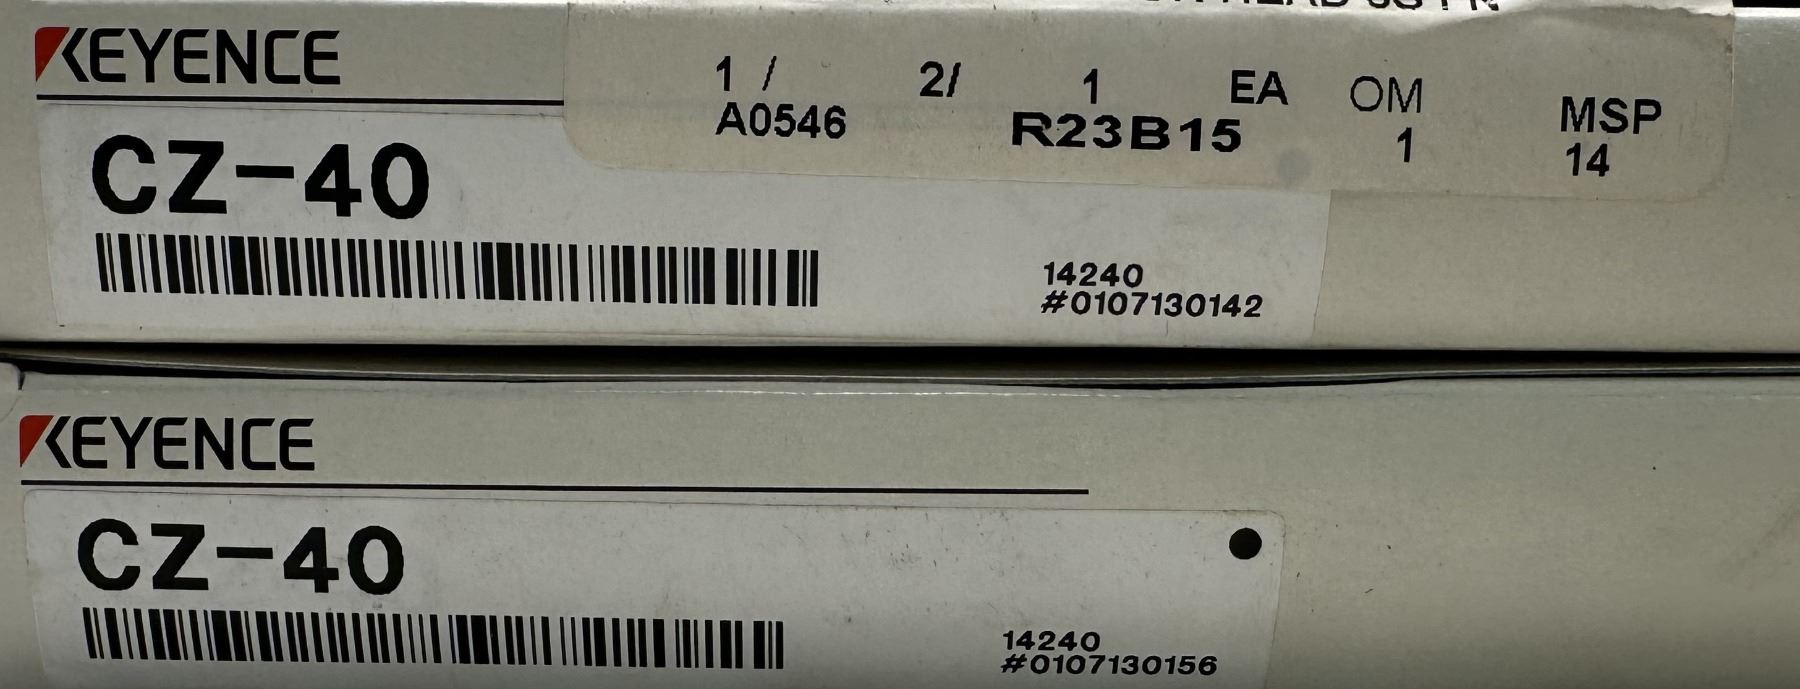 KEYENCE
1 / 2/ 1 EA OM MSP
A0546 R23B15 1 14
CZ-40
14240
#0107130142
KEYENCE
CZ-40
14240
#0107130156